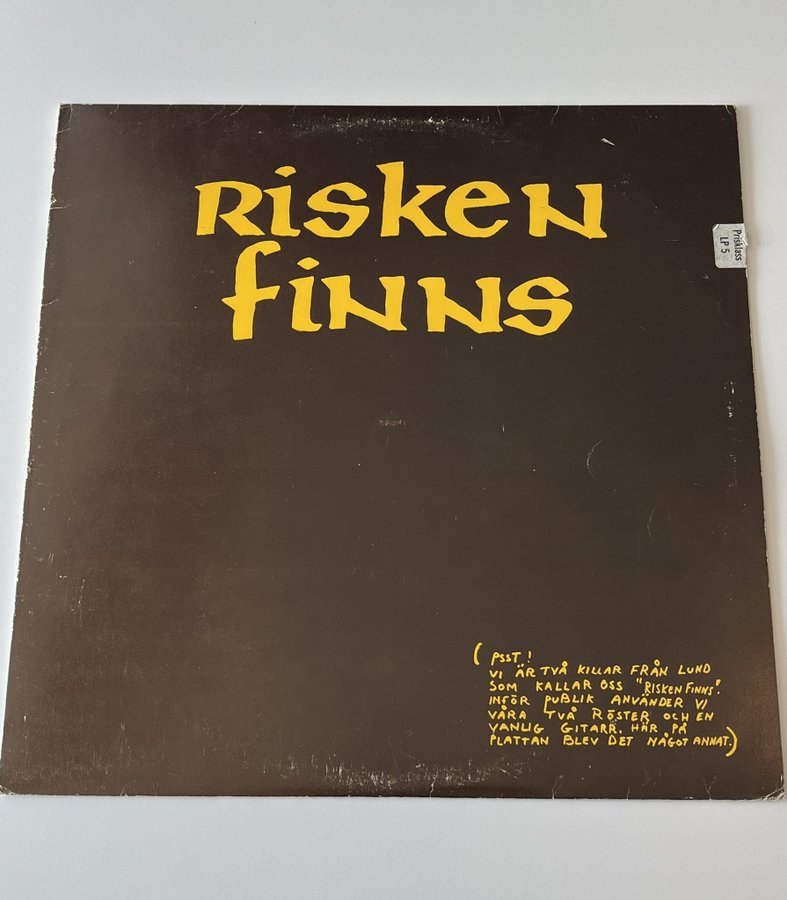 Risken
finns
Prisklass
LP 5
(PSST!
VI ÄR TVÅ KILLAR FRÅN LUND
SOM KALLAR OSS "RISKEN FINNS".
INFÖR PUBLIK ANVÄNDER VI
VÅRA TVÅ RÖSTER OCH EN
VANLIG GITARR. HÄR PÅ
PLATTAN BLEV DET NÅGOT ANNAT.)